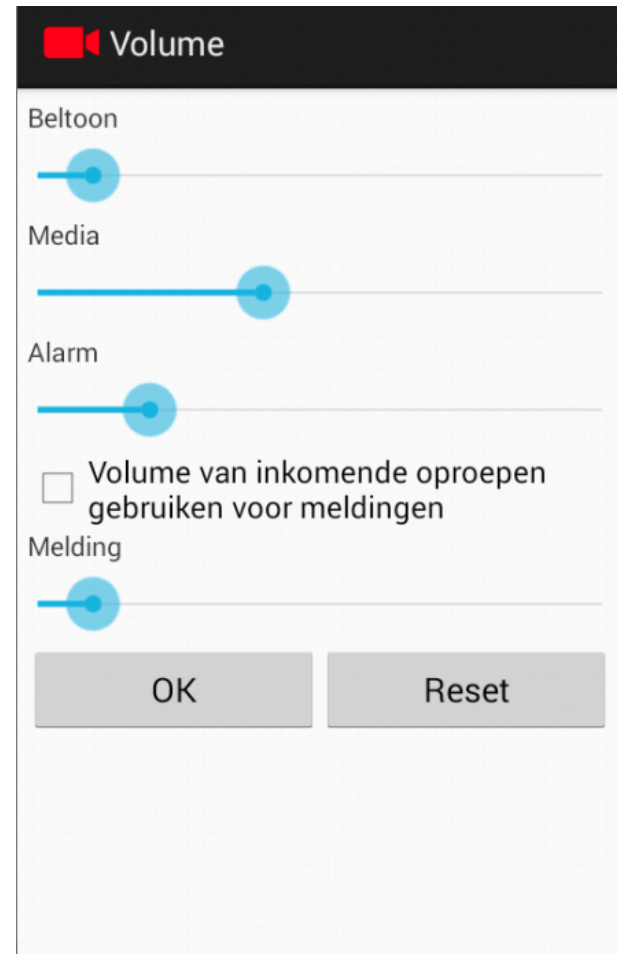 Volume
Beltoon
Media
Alarm
Volume van inkomende oproepen
gebruiken voor meldingen
Melding
OK
Reset